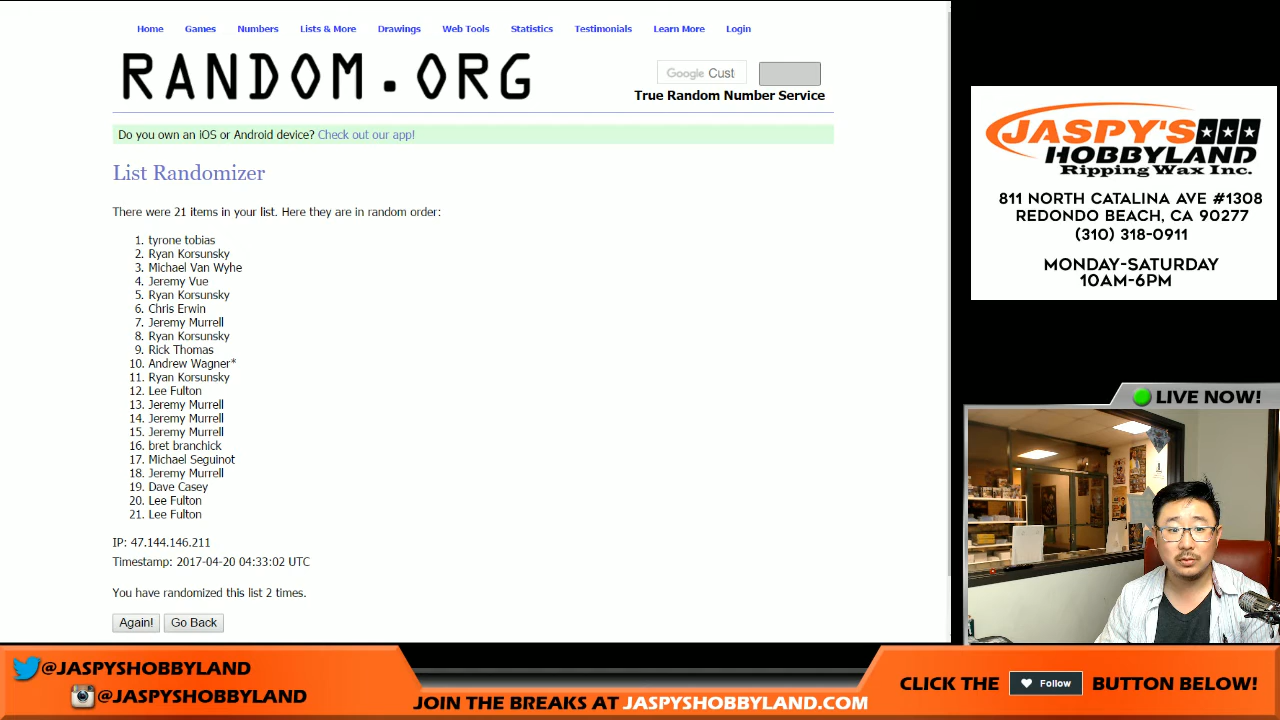 Home Games Numbers Lists & More Drawings Web Tools Statistics Testimonials Learn More Login
RANDOM.ORG
Google Cust
True Random Number Service
Do you own an iOS or Android device? Check out our app!
List Randomizer
There were 21 items in your list. Here they are in random order:
1. tyrone tobias
2. Ryan Korsunsky
3. Michael Van Wyhe
4. Jeremy Vue
5. Ryan Korsunsky
6. Chris Erwin
7. Jeremy Murrell
8. Ryan Korsunsky
9. Rick Thomas
10. Andrew Wagner*
11. Ryan Korsunsky
12. Lee Fulton
13. Jeremy Murrell
14. Jeremy Murrell
15. Jeremy Murrell
16. bret branchick
17. Michael Seguinot
18. Jeremy Murrell
19. Dave Casey
20. Lee Fulton
21. Lee Fulton
IP: 47.144.146.211
Timestamp: 2017-04-20 04:33:02 UTC
You have randomized this list 2 times.
Again! Go Back
JASPY'S
HOBBYLAND
Ripping Wax Inc.
811 NORTH CATALINA AVE #1308
REDONDO BEACH, CA 90277
(310) 318-0911
MONDAY-SATURDAY
10AM-6PM
LIVE NOW!
@JASPYSHOBBYLAND
@JASPYSHOBBYLAND
JOIN THE BREAKS AT JASPYSHOBBYLAND.COM
CLICK THE Follow BUTTON BELOW!